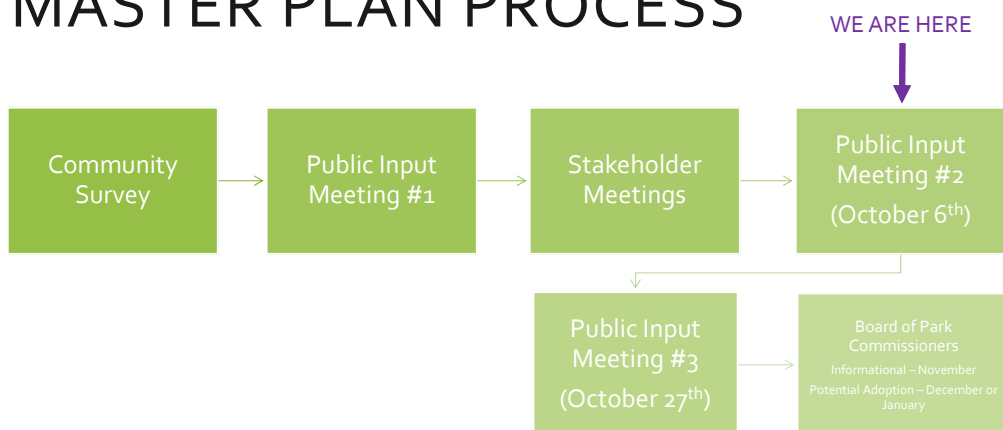 MASTER PLAN PROCESS
WE ARE HERE
Community
Survey
Public Input
Meeting #1
Stakeholder
Meetings
Public Input
Meeting #2
(October 6th)
Public Input
Meeting #3
(October 27th)
Board of Park
Commissioners
Informational – November
Potential Adoption – December or
January